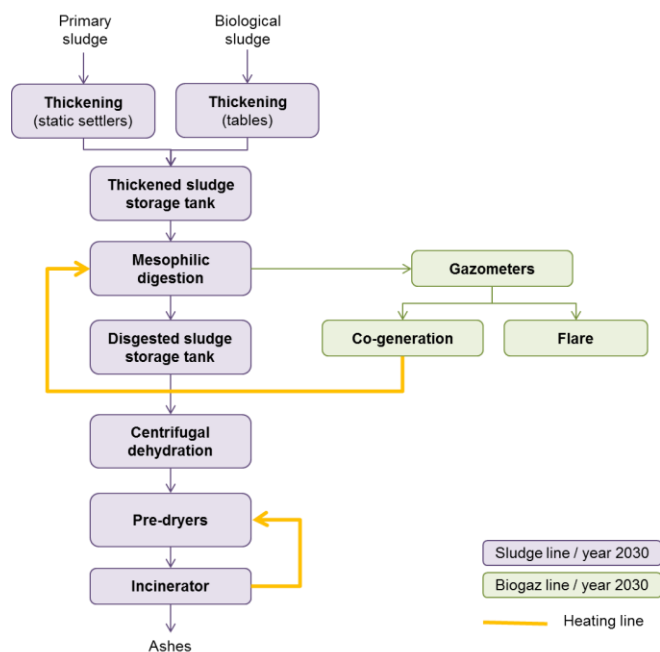 Primary
sludge
Biological
sludge
Thickening
(static settlers)
Thickening
(tables)
Thickened sludge
storage tank
Mesophilic
digestion
Gazometers
Disgested sludge
storage tank
Co-generation
Flare
Centrifugal
dehydration
Pre-dryers
Incinerator
Ashes
Sludge line / year 2030
Biogaz line / year 2030
Heating line